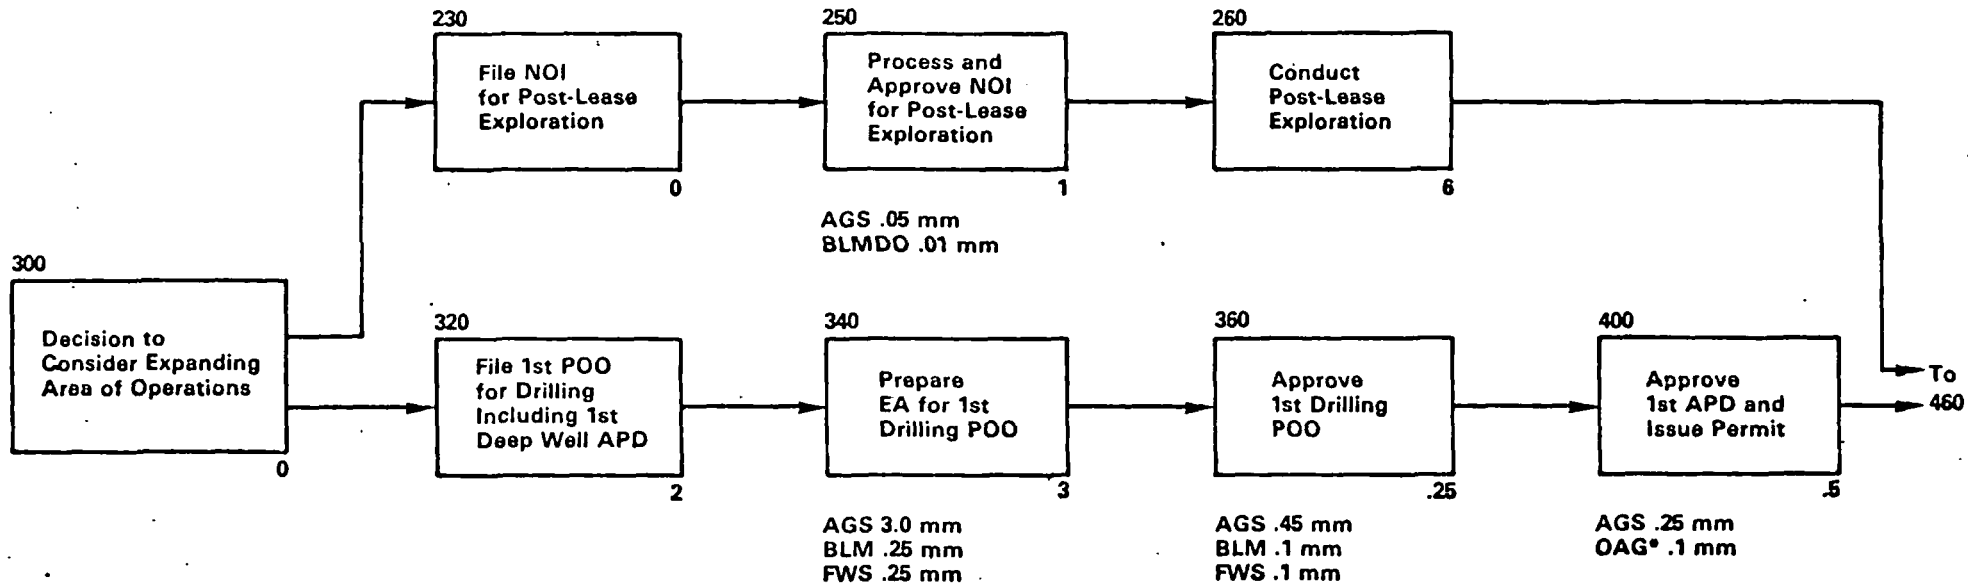 230
File NOI
for Post-Lease
Exploration
0
250
Process and
Approve NOI
for Post-Lease
Exploration
1
AGS .05 mm
BLMDO .01 mm
260
Conduct
Post-Lease
Exploration
6
300
Decision to
Consider Expanding
Area of Operations
0
320
File 1st POO
for Drilling
Including 1st
Deep Well APD
2
340
Prepare
EA for 1st
Drilling POO
3
AGS 3.0 mm
BLM .25 mm
FWS .25 mm
360
Approve
1st Drilling
POO
.25
AGS .45 mm
BLM .1 mm
FWS .1 mm
400
Approve
1st APD and
Issue Permit
.5
AGS .25 mm
OAG* .1 mm
To
460